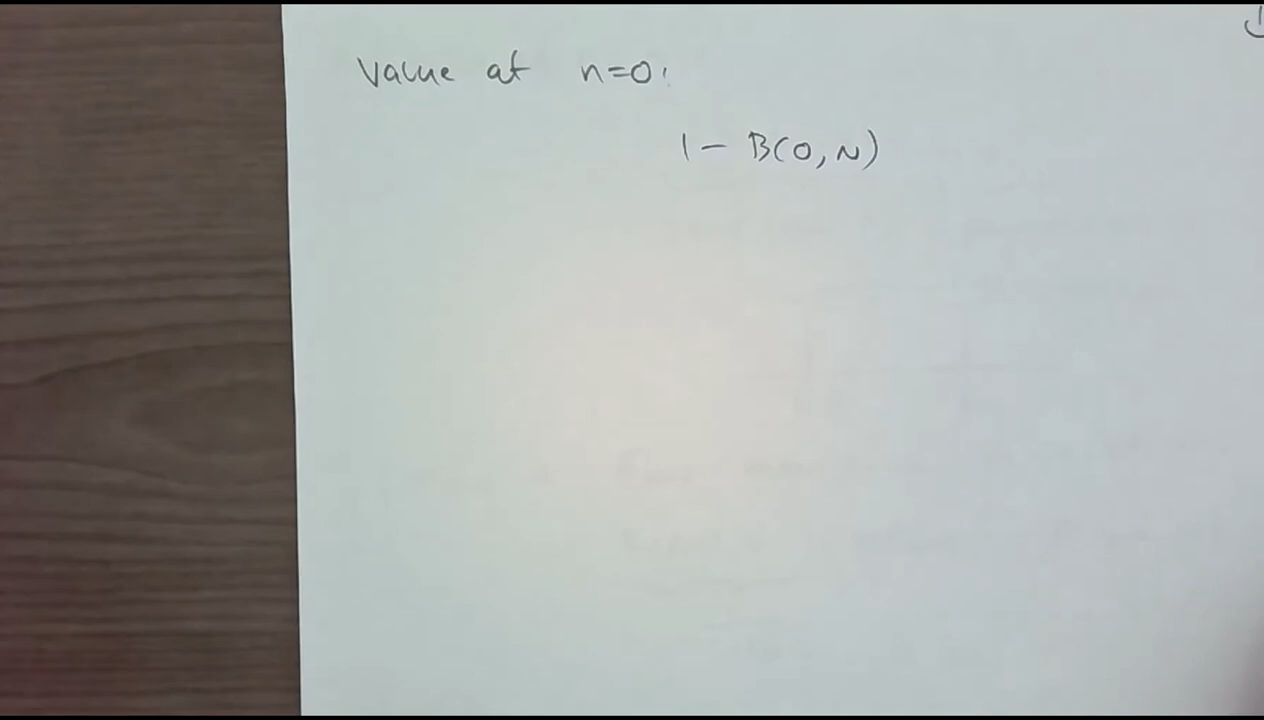 Value at n=0:
1 - B(0,N)